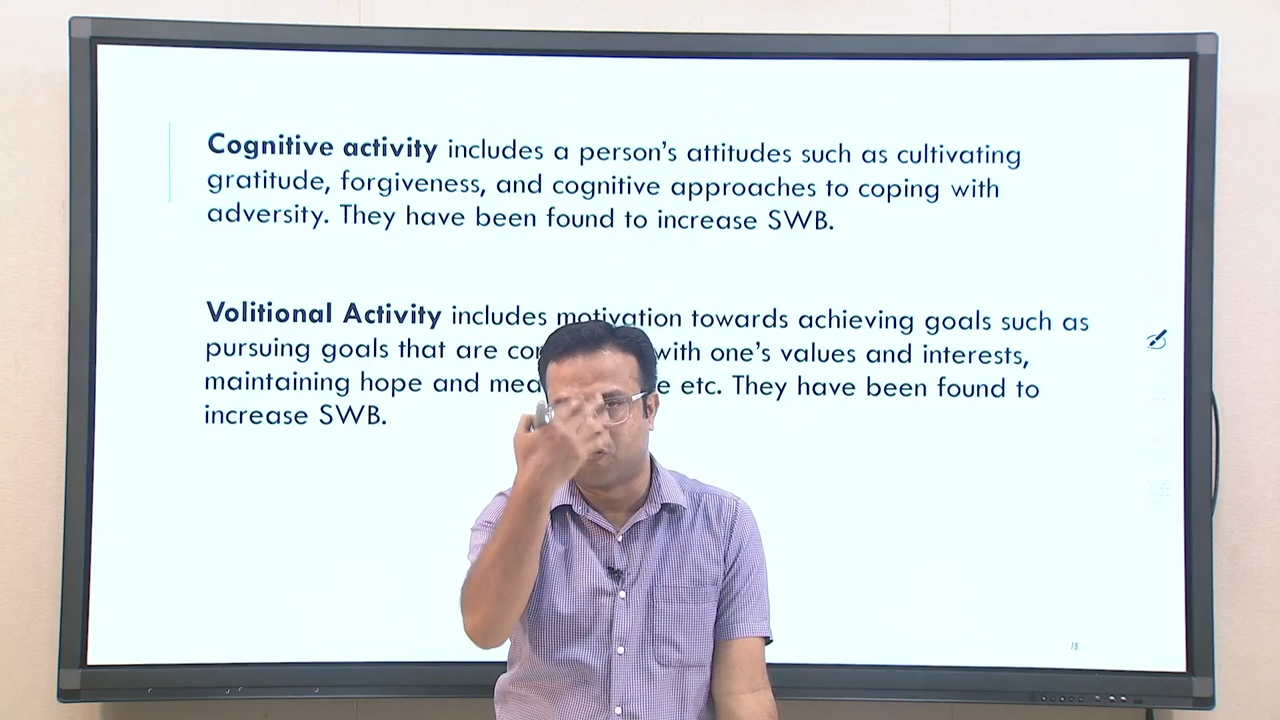 Cognitive activity includes a person's attitudes such as cultivating
gratitude, forgiveness, and cognitive approaches to coping with
adversity. They have been found to increase SWB.
Volitional Activity includes motivation towards achieving goals such as
pursuing goals that are with one's values and interests,
maintaining hope and etc. They have been found to
increase SWB.
18